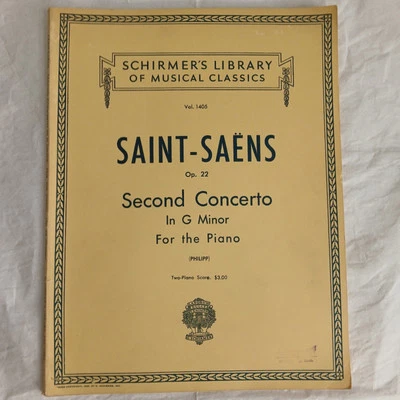 SCHIRMER'S LIBRARY
OF MUSICAL CLASSICS
Vol. 1405
SAINT-SAËNS
Op. 22
Second Concerto
In G Minor
For the Piano
(PHILIPP)
Two-Piano Scoring, $3.00